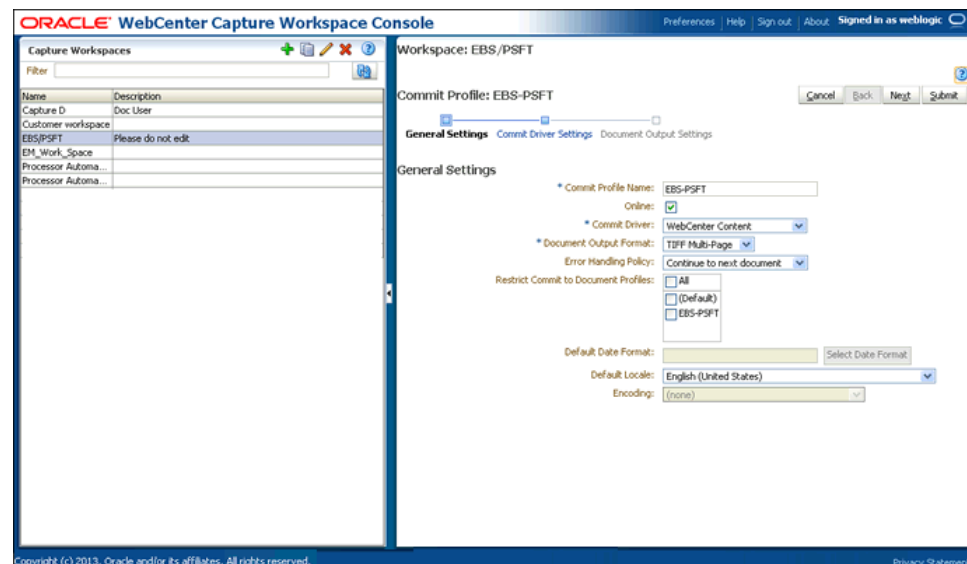 ORACLE WebCenter Capture Workspace Console
Preferences | Help | Sign out | About Signed in as weblogic
Capture Workspaces
Filter
Name Description
Capture D Doc User
Customer workspace
EBS/PSFT Please do not edit
EM_Work_Space
Processor Automa...
Processor Automa...
Workspace: EBS/PSFT
Commit Profile: EBS-PSFT
Cancel Back Next Submit
General Settings Commit Driver Settings Document Output Settings
General Settings
* Commit Profile Name: EBS-PSFT
Online:
* Commit Driver: WebCenter Content
* Document Output Format: TIFF Multi-Page
Error Handling Policy: Continue to next document
Restrict Commit to Document Profiles: All
(Default)
EBS-PSFT
Default Date Format: Select Date Format
Default Locale: English (United States)
Encoding: (none)
Copyright (c) 2013, Oracle and/or its affiliates. All rights reserved.
Privacy Statemen